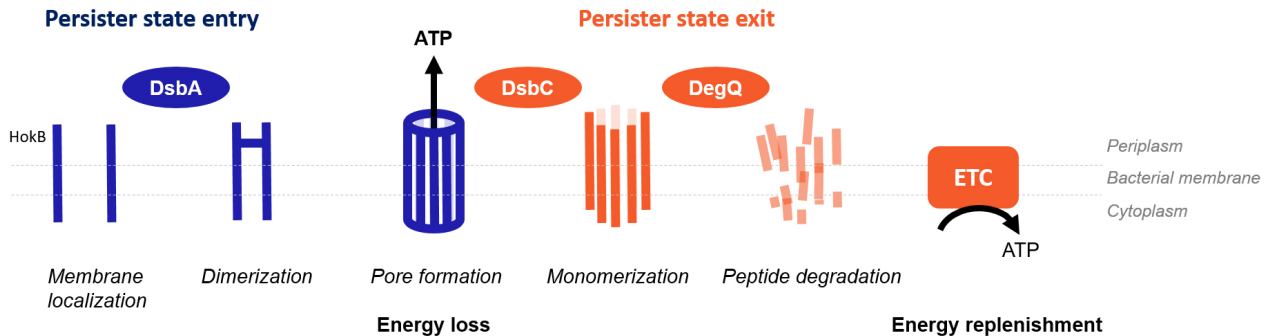 Persister state entry
Persister state exit
ATP
DsbA
DsbC
DegQ
HokB
Periplasm
ETC
Bacterial membrane
Cytoplasm
ATP
Membrane
localization
Dimerization
Pore formation
Monomerization
Peptide degradation
Energy loss
Energy replenishment